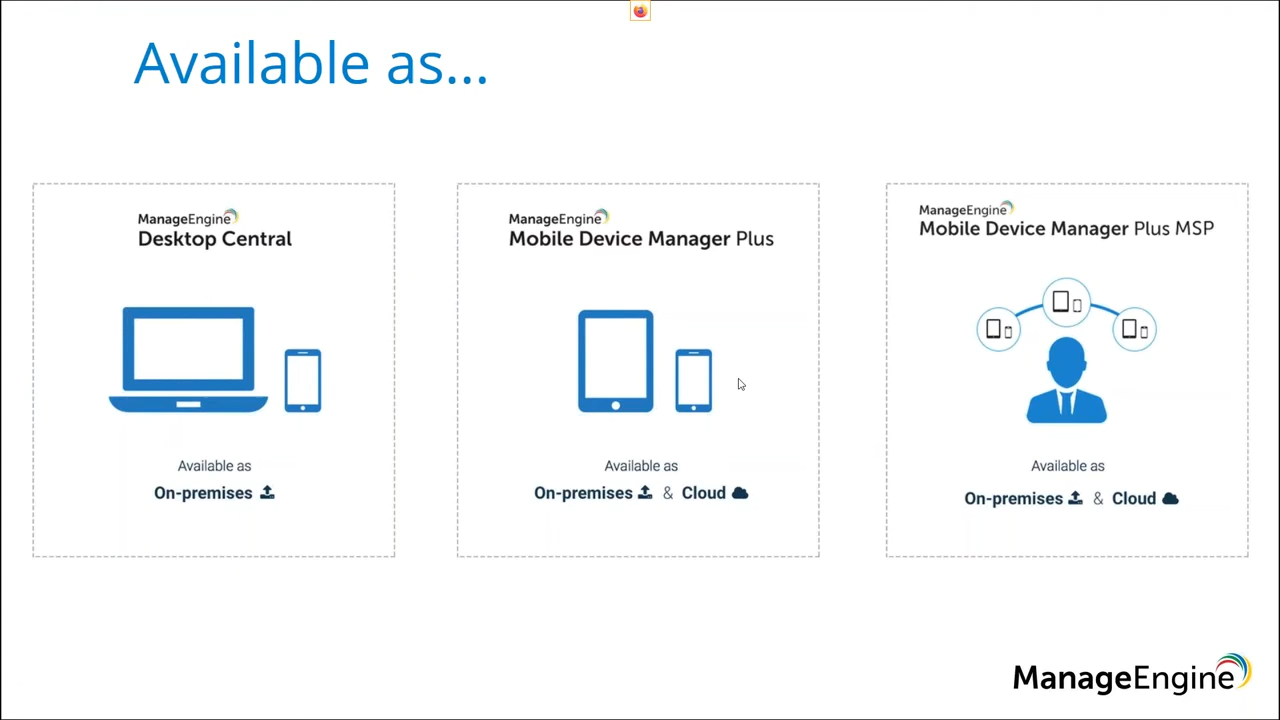 Available as...
ManageEngine
Desktop Central
Available as
On-premises
ManageEngine
Mobile Device Manager Plus
Available as
On-premises & Cloud
ManageEngine
Mobile Device Manager Plus MSP
Available as
On-premises & Cloud
ManageEngine